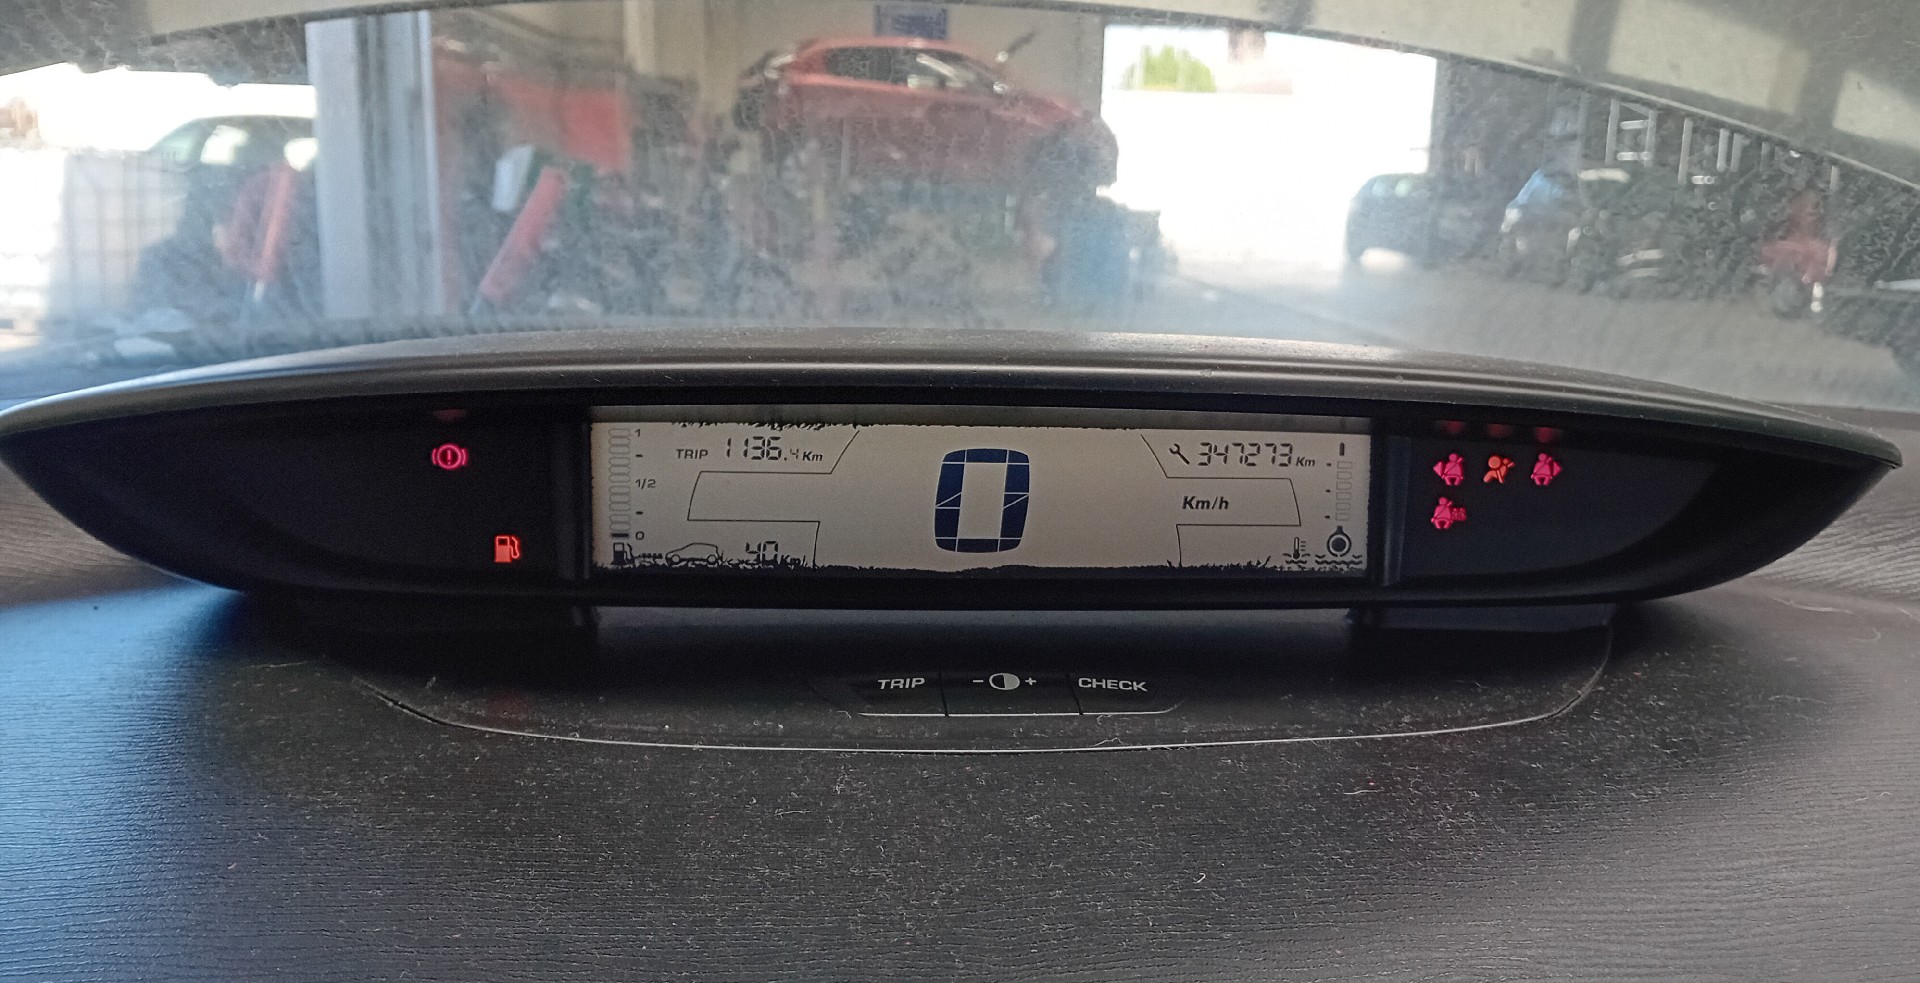 1
TRIP 1136.4 Km
347273 Km
1/2
Km/h
0
0
40 Km
TRIP - + CHECK